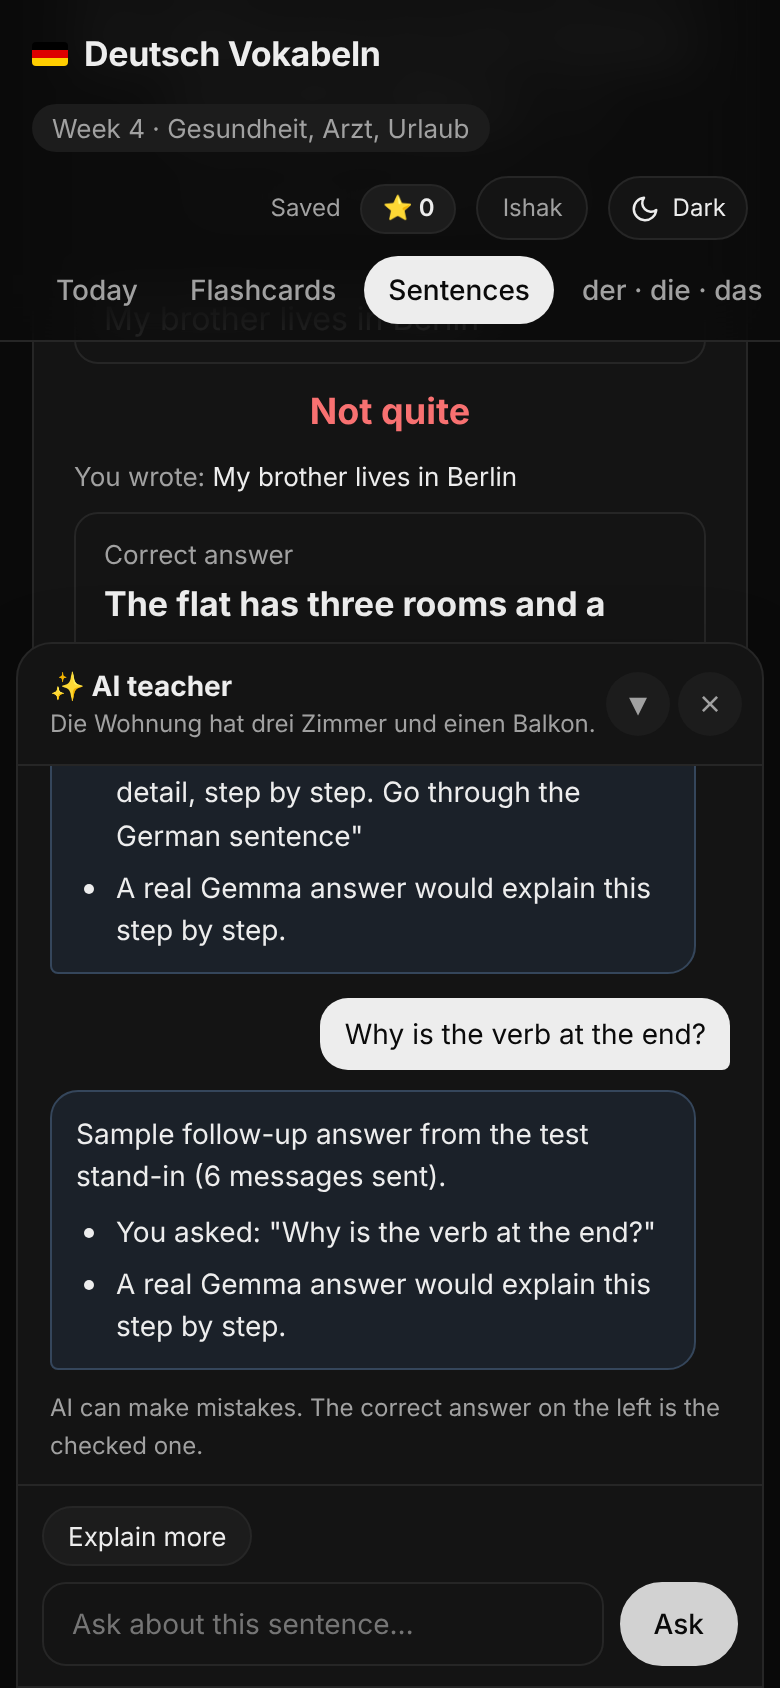 Deutsch Vokabeln
Week 4 · Gesundheit, Arzt, Urlaub
Saved ⭐ 0 Ishak Dark
Today Flashcards Sentences der · die · das
My brother lives in Berlin
Not quite
You wrote: My brother lives in Berlin
Correct answer
The flat has three rooms and a
✨ AI teacher
Die Wohnung hat drei Zimmer und einen Balkon.
detail, step by step. Go through the
German sentence"
• A real Gemma answer would explain this
step by step.
Why is the verb at the end?
Sample follow-up answer from the test
stand-in (6 messages sent).
• You asked: "Why is the verb at the end?"
• A real Gemma answer would explain this
step by step.
AI can make mistakes. The correct answer on the left is the
checked one.
Explain more
Ask about this sentence...
Ask